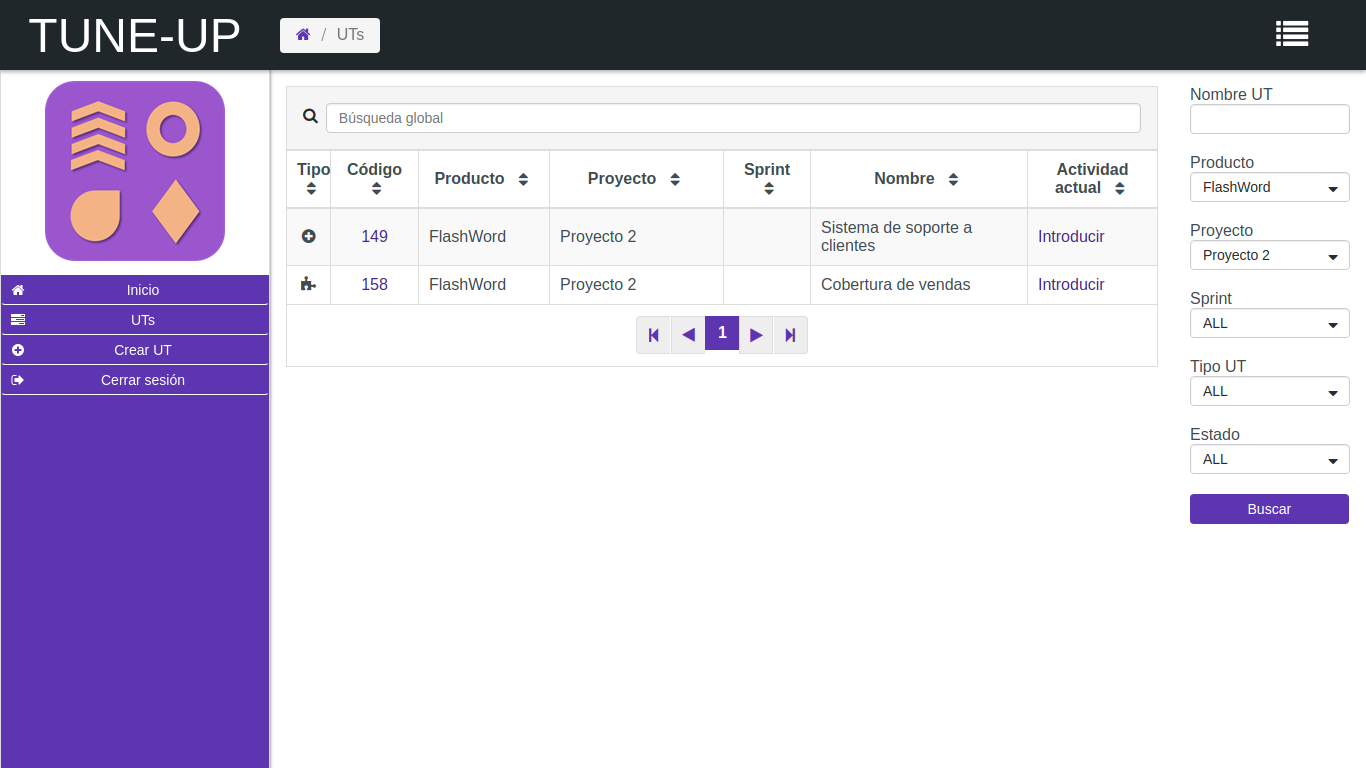 TUNE-UP
/ UTs
Inicio
UTs
Crear UT
Cerrar sesión
Búsqueda global
Tipo Código Producto Proyecto Sprint Nombre Actividad actual
149 FlashWord Proyecto 2 Sistema de soporte a clientes Introducir
158 FlashWord Proyecto 2 Cobertura de vendas Introducir
1
Nombre UT
Producto
FlashWord
Proyecto
Proyecto 2
Sprint
ALL
Tipo UT
ALL
Estado
ALL
Buscar